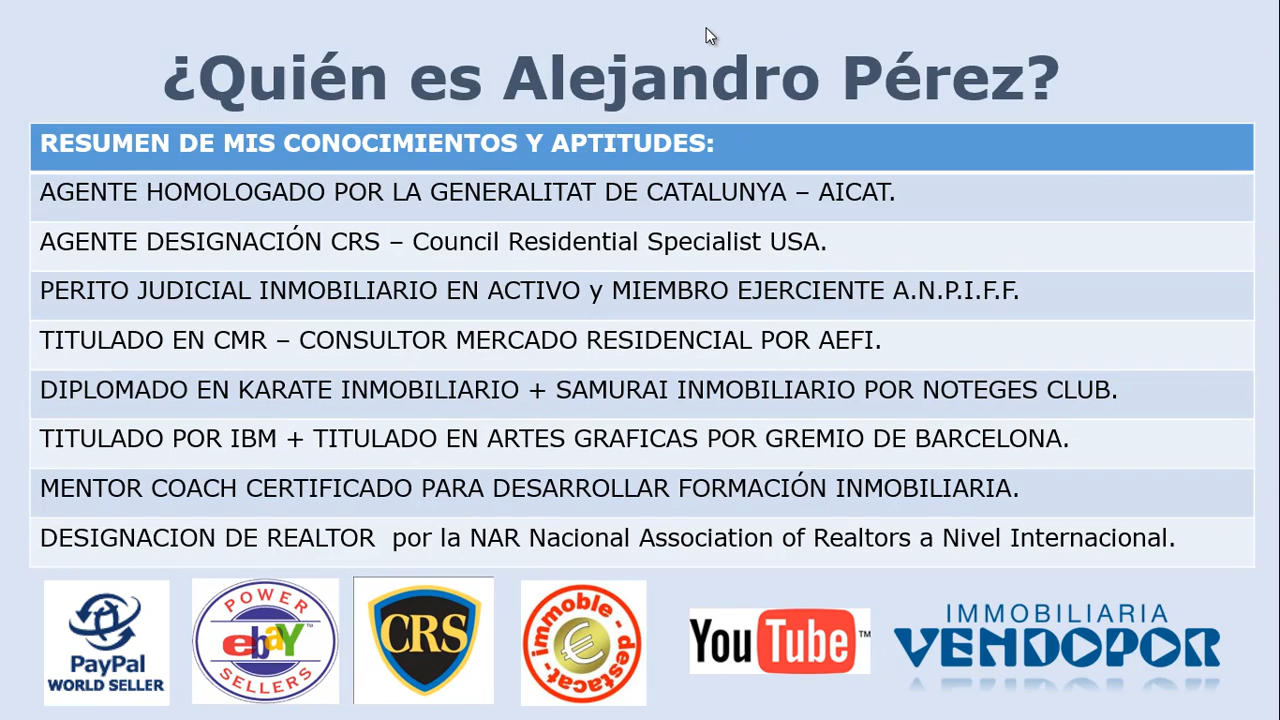 ¿Quién es Alejandro Pérez?
RESUMEN DE MIS CONOCIMIENTOS Y APTITUDES:
AGENTE HOMOLOGADO POR LA GENERALITAT DE CATALUNYA – AICAT.
AGENTE DESIGNACIÓN CRS – Council Residential Specialist USA.
PERITO JUDICIAL INMOBILIARIO EN ACTIVO y MIEMBRO EJERCIENTE A.N.P.I.F.F.
TITULADO EN CMR – CONSULTOR MERCADO RESIDENCIAL POR AEFI.
DIPLOMADO EN KARATE INMOBILIARIO + SAMURAI INMOBILIARIO POR NOTEGES CLUB.
TITULADO POR IBM + TITULADO EN ARTES GRAFICAS POR GREMIO DE BARCELONA.
MENTOR COACH CERTIFICADO PARA DESARROLLAR FORMACIÓN INMOBILIARIA.
DESIGNACION DE REALTOR por la NAR Nacional Association of Realtors a Nivel Internacional.
PayPal
WORLD SELLER
POWER
ebaY™
SELLERS
CRS
immoble - destacat -
€
YouTube™
IMMOBILIARIA
VENDOPOR